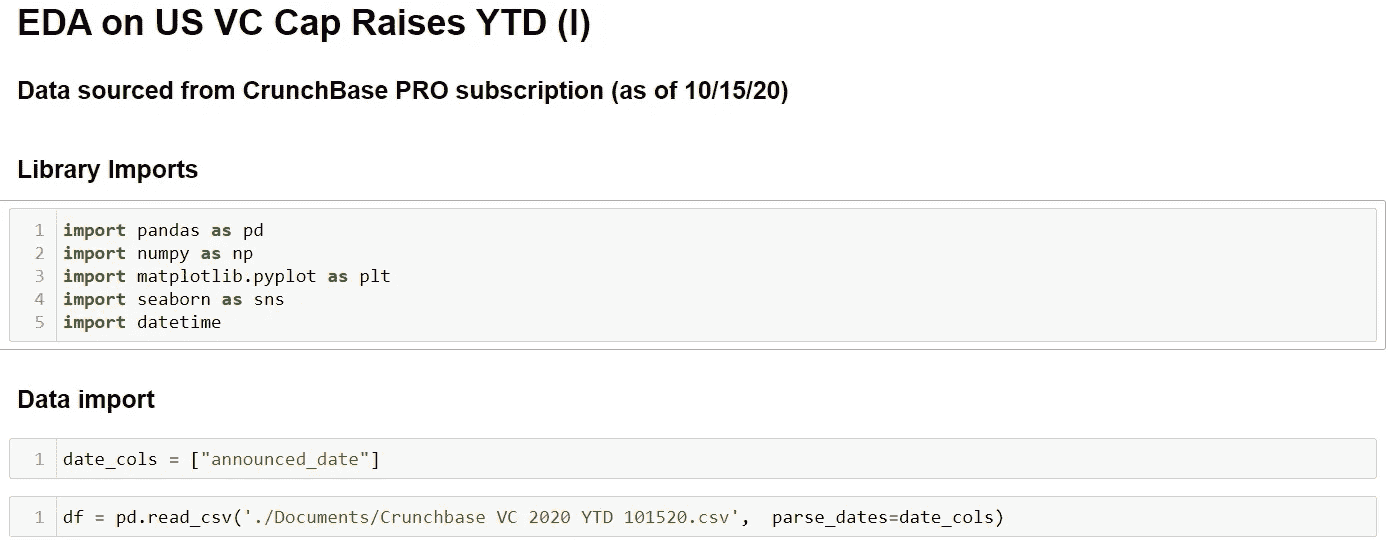 EDA on US VC Cap Raises YTD (I)
Data sourced from CrunchBase PRO subscription (as of 10/15/20)
Library Imports
1 import pandas as pd
2 import numpy as np
3 import matplotlib.pyplot as plt
4 import seaborn as sns
5 import datetime
Data import
1 date_cols = ["announced_date"]
1 df = pd.read_csv('./Documents/Crunchbase VC 2020 YTD 101520.csv',  parse_dates=date_cols)